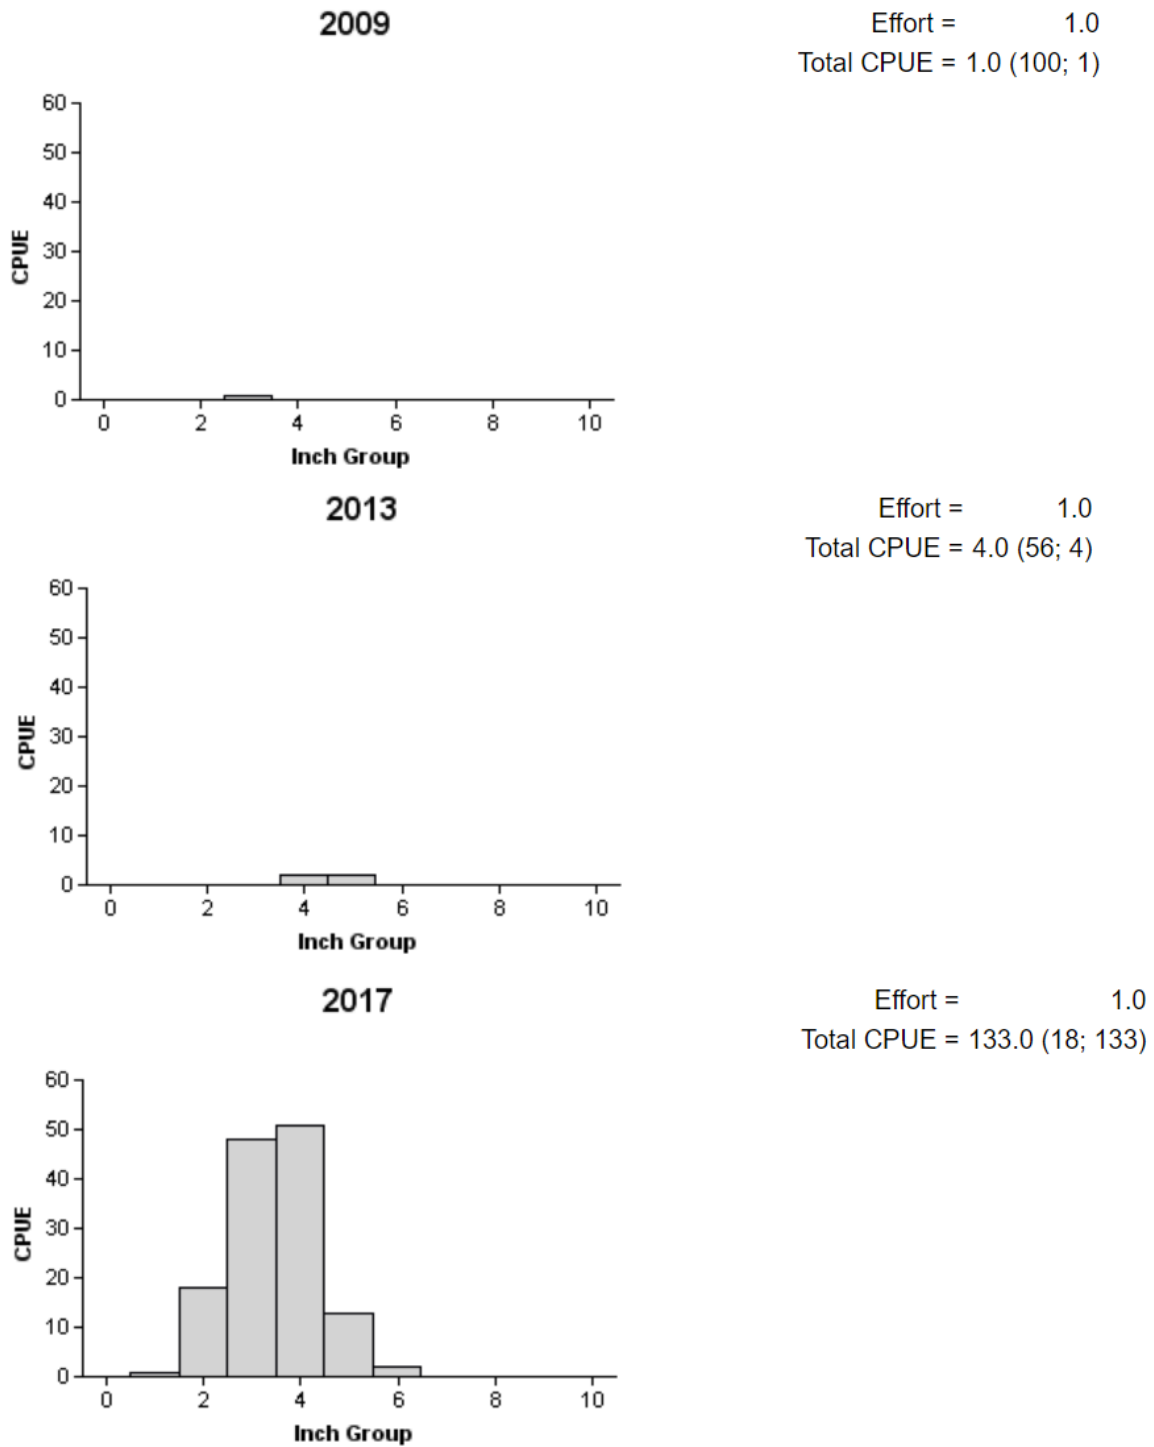 2009
Effort = 1.0
Total CPUE = 1.0 (100; 1)
60
50
40
30
20
10
0
CPUE
0 2 4 6 8 10
Inch Group
2013
Effort = 1.0
Total CPUE = 4.0 (56; 4)
60
50
40
30
20
10
0
CPUE
0 2 4 6 8 10
Inch Group
2017
Effort = 1.0
Total CPUE = 133.0 (18; 133)
60
50
40
30
20
10
0
CPUE
0 2 4 6 8 10
Inch Group